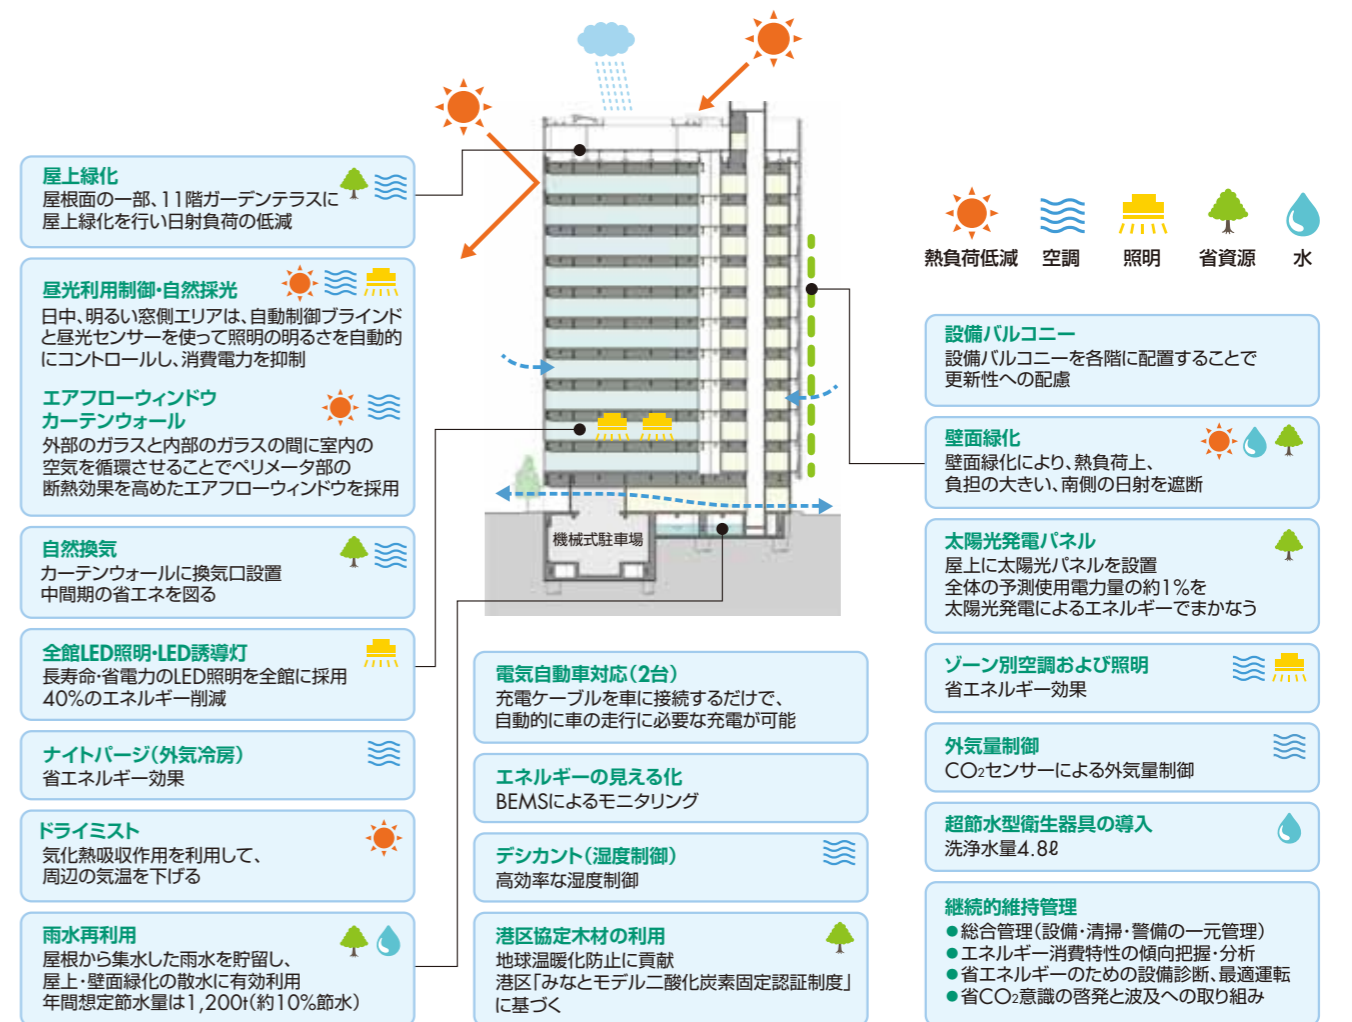 屋上緑化
屋根面の一部、11階ガーデンテラスに
屋上緑化を行い日射負荷の低減
昼光利用制御・自然採光
日中、明るい窓側エリアは、自動制御ブラインド
と昼光センサーを使って照明の明るさを自動的
にコントロールし、消費電力を抑制
エアフローウィンドウ
カーテンウォール
外部のガラスと内部のガラスの間に室内の
空気を循環させることでペリメータ部の
断熱効果を高めたエアフローウィンドウを採用
自然換気
カーテンウォールに換気口設置
中間期の省エネを図る
全館LED照明・LED誘導灯
長寿命・省電力のLED照明を全館に採用
40%のエネルギー削減
ナイトパージ（外気冷房）
省エネルギー効果
ドライミスト
気化熱吸収作用を利用して、
周辺の気温を下げる
雨水再利用
屋根から集水した雨水を貯留し、
屋上・壁面緑化の散水に有効利用
年間想定節水量は1,200t（約10%節水）
機械式駐車場
電気自動車対応（2台）
充電ケーブルを車に接続するだけで、
自動的に車の走行に必要な充電が可能
エネルギーの見える化
BEMSによるモニタリング
デシカント（湿度制御）
高効率な湿度制御
港区協定木材の利用
地球温暖化防止に貢献
港区「みなとモデル二酸化炭素固定認証制度」
に基づく
熱負荷低減 空調 照明 省資源 水
設備バルコニー
設備バルコニーを各階に配置することで
更新性への配慮
壁面緑化
壁面緑化により、熱負荷上、
負担の大きい、南側の日射を遮断
太陽光発電パネル
屋上に太陽光パネルを設置
全体の予測使用電力量の約1%を
太陽光発電によるエネルギーでまかなう
ゾーン別空調および照明
省エネルギー効果
外気量制御
CO₂センサーによる外気量制御
超節水型衛生器具の導入
洗浄水量4.8ℓ
継続的維持管理
●総合管理（設備・清掃・警備の一元管理）
●エネルギー消費特性の傾向把握・分析
●省エネルギーのための設備診断、最適運転
●省CO₂意識の啓発と波及への取り組み